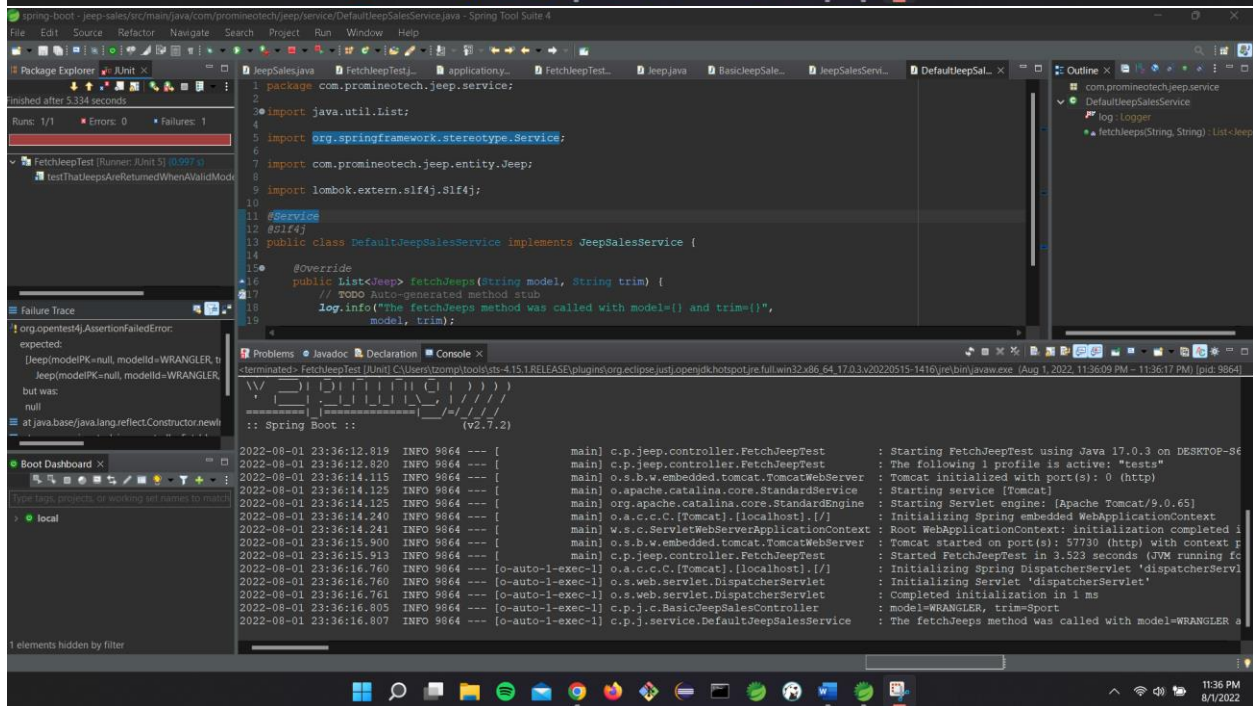 spring-boot - jeep-sales/src/main/java/com/promineotech/jeep/service/DefaultJeepSalesService.java - Spring Tool Suite 4
File Edit Source Refactor Navigate Search Project Run Window Help
Package Explorer JUnit
Finished after 5.334 seconds
Runs: 1/1 Errors: 0 Failures: 1
FetchJeepTest [Runner: JUnit 5] (0.997 s)
testThatJeepsAreReturnedWhenAValidMode
Failure Trace
org.opentest4j.AssertionFailedError:
expected:
[Jeep(modelPK=null, modelId=WRANGLER, tr
Jeep(modelPK=null, modelId=WRANGLER,
but was:
null
at java.base/java.lang.reflect.Constructor.newIn
Boot Dashboard
Type tags, projects, or working set names to match
local
1 elements hidden by filter
JeepSales.java FetchJeepTest.j... application.y... FetchJeepTest... Jeep.java BasicJeepSale... JeepSalesServi... DefaultJeepSal...
1 package com.promineotech.jeep.service;
2
3 import java.util.List;
4
5 import org.springframework.stereotype.Service;
6
7 import com.promineotech.jeep.entity.Jeep;
8
9 import lombok.extern.slf4j.Slf4j;
10
11 @Service
12 @Slf4j
13 public class DefaultJeepSalesService implements JeepSalesService {
14
15 @Override
16 public List<Jeep> fetchJeeps(String model, String trim) {
17 // TODO Auto-generated method stub
18 log.info("The fetchJeeps method was called with model={} and trim={}",
19 model, trim);
Outline
com.promineotech.jeep.service
DefaultJeepSalesService
log : Logger
fetchJeeps(String, String) : List<Jeep
Problems Javadoc Declaration Console
<terminated> FetchJeepTest [JUnit] C:\Users\tzomp\tools\sts-4.15.1.RELEASE\plugins\org.eclipse.justj.openjdk.hotspot.jre.full.win32.x86_64_17.0.3.v20220515-1416\jre\bin\javaw.exe (Aug 1, 2022, 11:36:09 PM – 11:36:17 PM) [pid: 9864]
:: Spring Boot :: (v2.7.2)
2022-08-01 23:36:12.819 INFO 9864 --- [ main] c.p.jeep.controller.FetchJeepTest : Starting FetchJeepTest using Java 17.0.3 on DESKTOP-S6
2022-08-01 23:36:12.820 INFO 9864 --- [ main] c.p.jeep.controller.FetchJeepTest : The following 1 profile is active: "tests"
2022-08-01 23:36:14.115 INFO 9864 --- [ main] o.s.b.w.embedded.tomcat.TomcatWebServer : Tomcat initialized with port(s): 0 (http)
2022-08-01 23:36:14.125 INFO 9864 --- [ main] o.apache.catalina.core.StandardService : Starting service [Tomcat]
2022-08-01 23:36:14.125 INFO 9864 --- [ main] org.apache.catalina.core.StandardEngine : Starting Servlet engine: [Apache Tomcat/9.0.65]
2022-08-01 23:36:14.240 INFO 9864 --- [ main] o.a.c.c.C.[Tomcat].[localhost].[/] : Initializing Spring embedded WebApplicationContext
2022-08-01 23:36:14.241 INFO 9864 --- [ main] w.s.c.ServletWebServerApplicationContext : Root WebApplicationContext: initialization completed i
2022-08-01 23:36:15.900 INFO 9864 --- [ main] o.s.b.w.embedded.tomcat.TomcatWebServer : Tomcat started on port(s): 57730 (http) with context p
2022-08-01 23:36:15.913 INFO 9864 --- [ main] c.p.jeep.controller.FetchJeepTest : Started FetchJeepTest in 3.523 seconds (JVM running fo
2022-08-01 23:36:16.760 INFO 9864 --- [o-auto-1-exec-1] o.a.c.c.C.[Tomcat].[localhost].[/] : Initializing Spring DispatcherServlet 'dispatcherServl
2022-08-01 23:36:16.760 INFO 9864 --- [o-auto-1-exec-1] o.s.web.servlet.DispatcherServlet : Initializing Servlet 'dispatcherServlet'
2022-08-01 23:36:16.761 INFO 9864 --- [o-auto-1-exec-1] o.s.web.servlet.DispatcherServlet : Completed initialization in 1 ms
2022-08-01 23:36:16.805 INFO 9864 --- [o-auto-1-exec-1] c.p.j.c.BasicJeepSalesController : model=WRANGLER, trim=Sport
2022-08-01 23:36:16.807 INFO 9864 --- [o-auto-1-exec-1] c.p.j.service.DefaultJeepSalesService : The fetchJeeps method was called with model=WRANGLER a
11:36 PM
8/1/2022